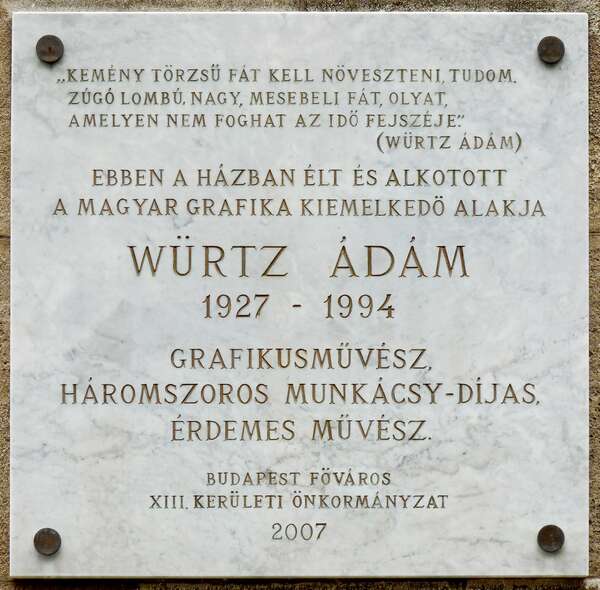 „KEMÉNY TÖRZSŰ FÁT KELL NÖVESZTENI, TUDOM.
ZÚGÓ LOMBÚ, NAGY, MESEBELI FÁT, OLYAT,
AMELYEN NEM FOGHAT AZ IDŐ FEJSZÉJE.”
(WÜRTZ ÁDÁM)
EBBEN A HÁZBAN ÉLT ÉS ALKOTOTT
A MAGYAR GRAFIKA KIEMELKEDŐ ALAKJA
WÜRTZ ÁDÁM
1927 - 1994
GRAFIKUSMŰVÉSZ,
HÁROMSZOROS MUNKÁCSY-DÍJAS,
ÉRDEMES MŰVÉSZ.
BUDAPEST FŐVÁROS
XIII. KERÜLETI ÖNKORMÁNYZAT
2007